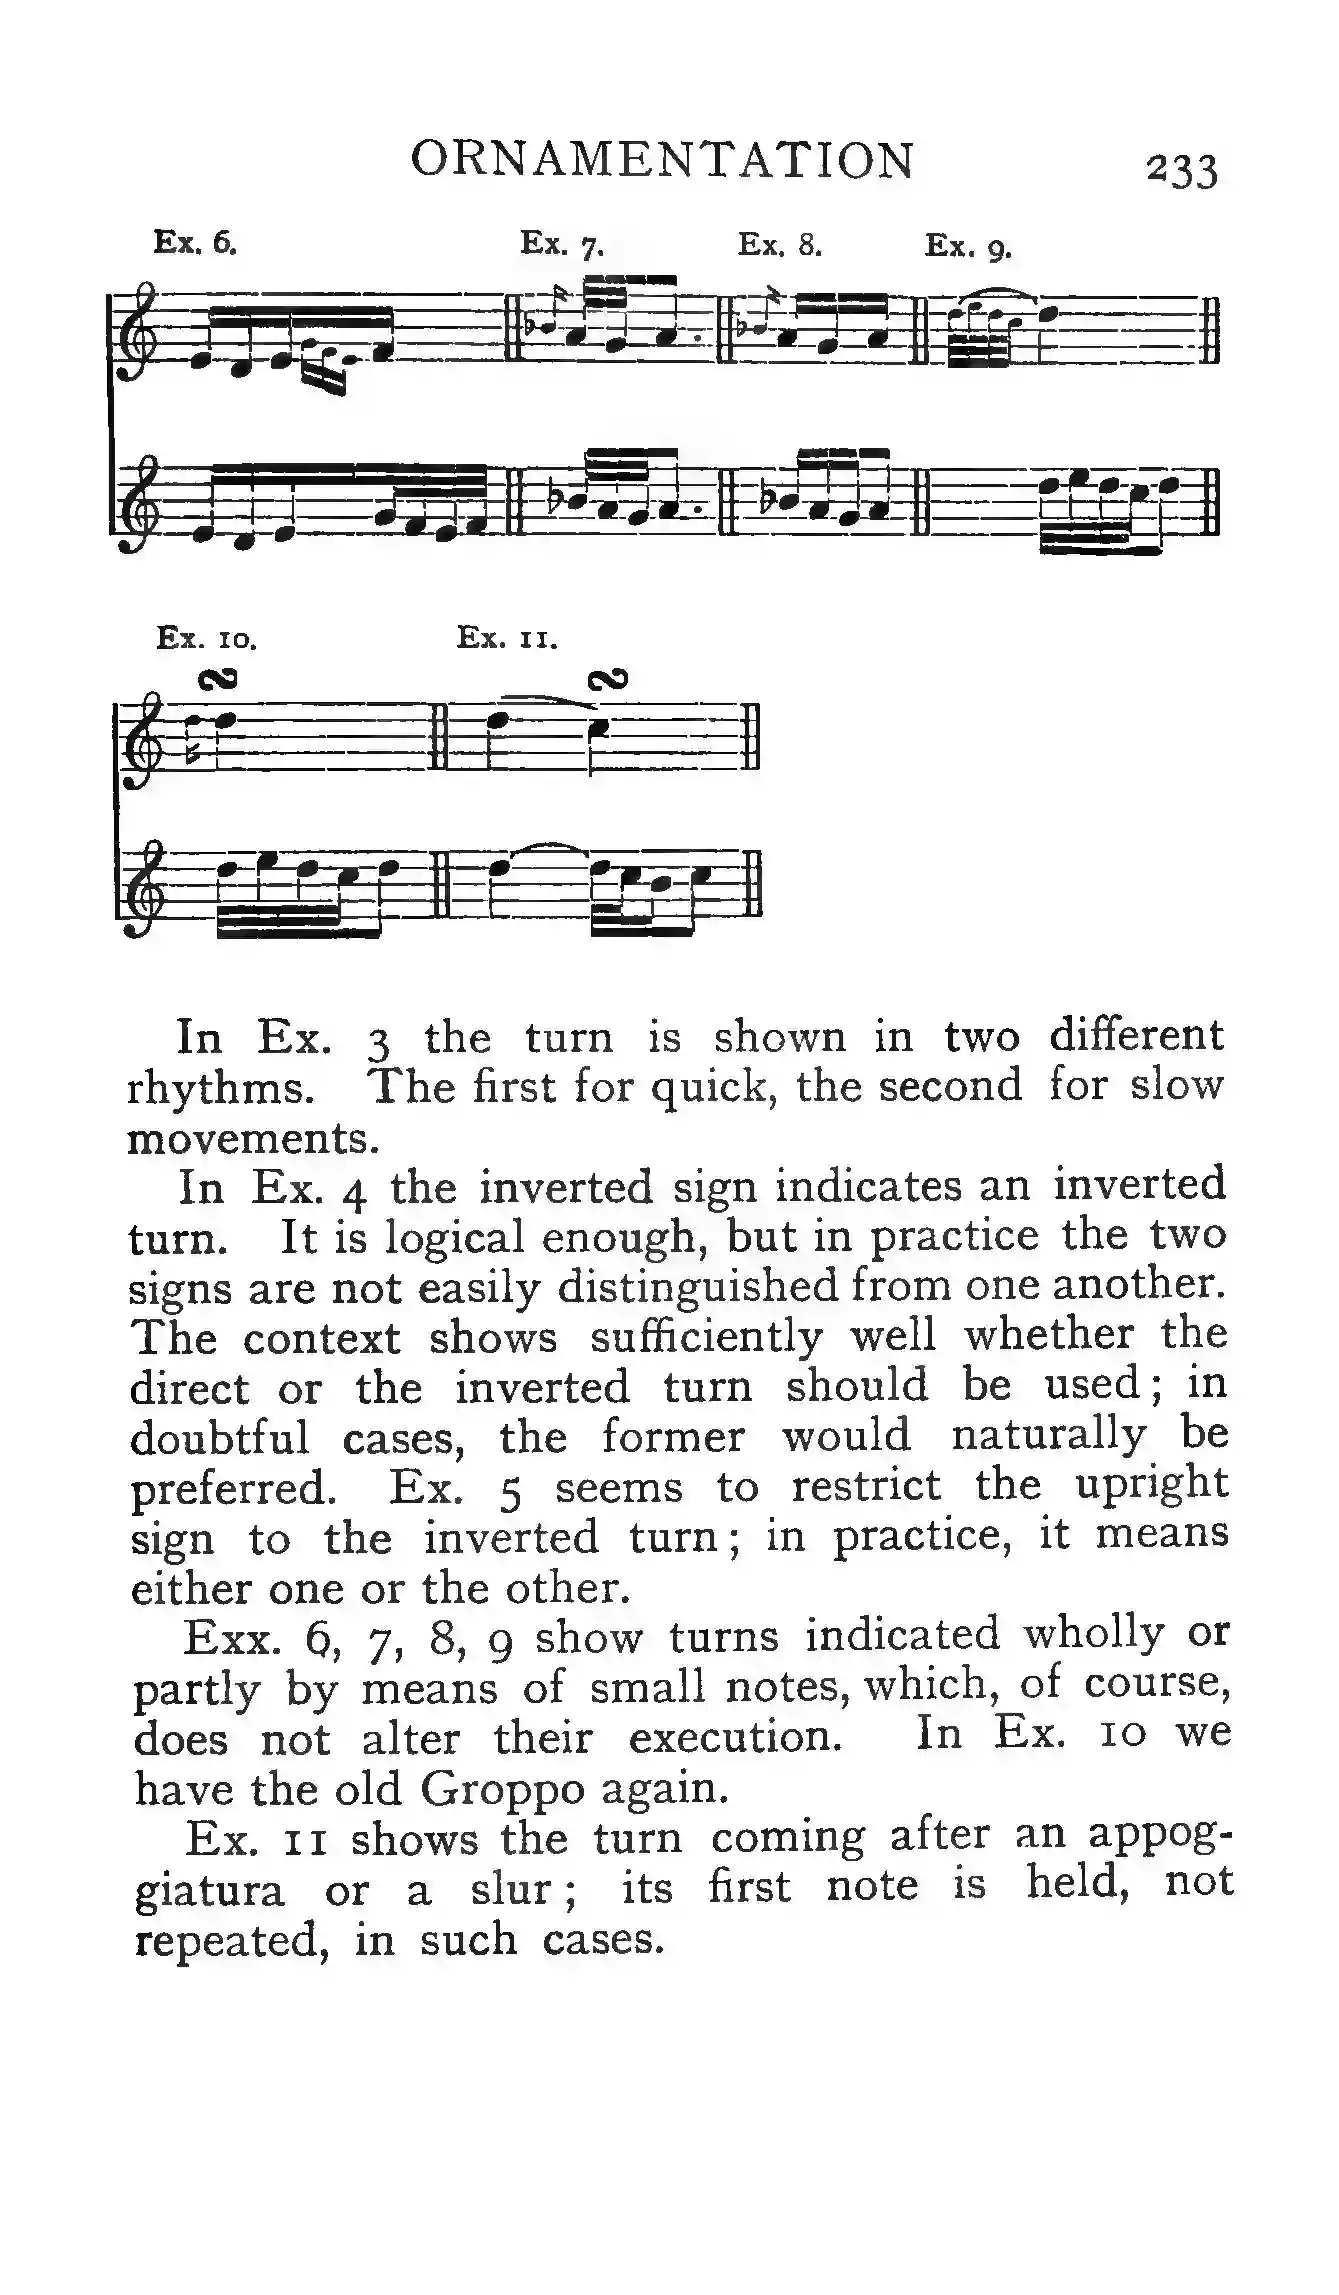 ORNAMENTATION 233
Ex. 6. Ex. 7. Ex. 8. Ex. 9.
Ex. 10. Ex. 11.
In Ex. 3 the turn is shown in two different
rhythms. The first for quick, the second for slow
movements.
In Ex. 4 the inverted sign indicates an inverted
turn. It is logical enough, but in practice the two
signs are not easily distinguished from one another.
The context shows sufficiently well whether the
direct or the inverted turn should be used; in
doubtful cases, the former would naturally be
preferred. Ex. 5 seems to restrict the upright
sign to the inverted turn; in practice, it means
either one or the other.
Exx. 6, 7, 8, 9 show turns indicated wholly or
partly by means of small notes, which, of course,
does not alter their execution. In Ex. 10 we
have the old Groppo again.
Ex. 11 shows the turn coming after an appog-
giatura or a slur; its first note is held, not
repeated, in such cases.